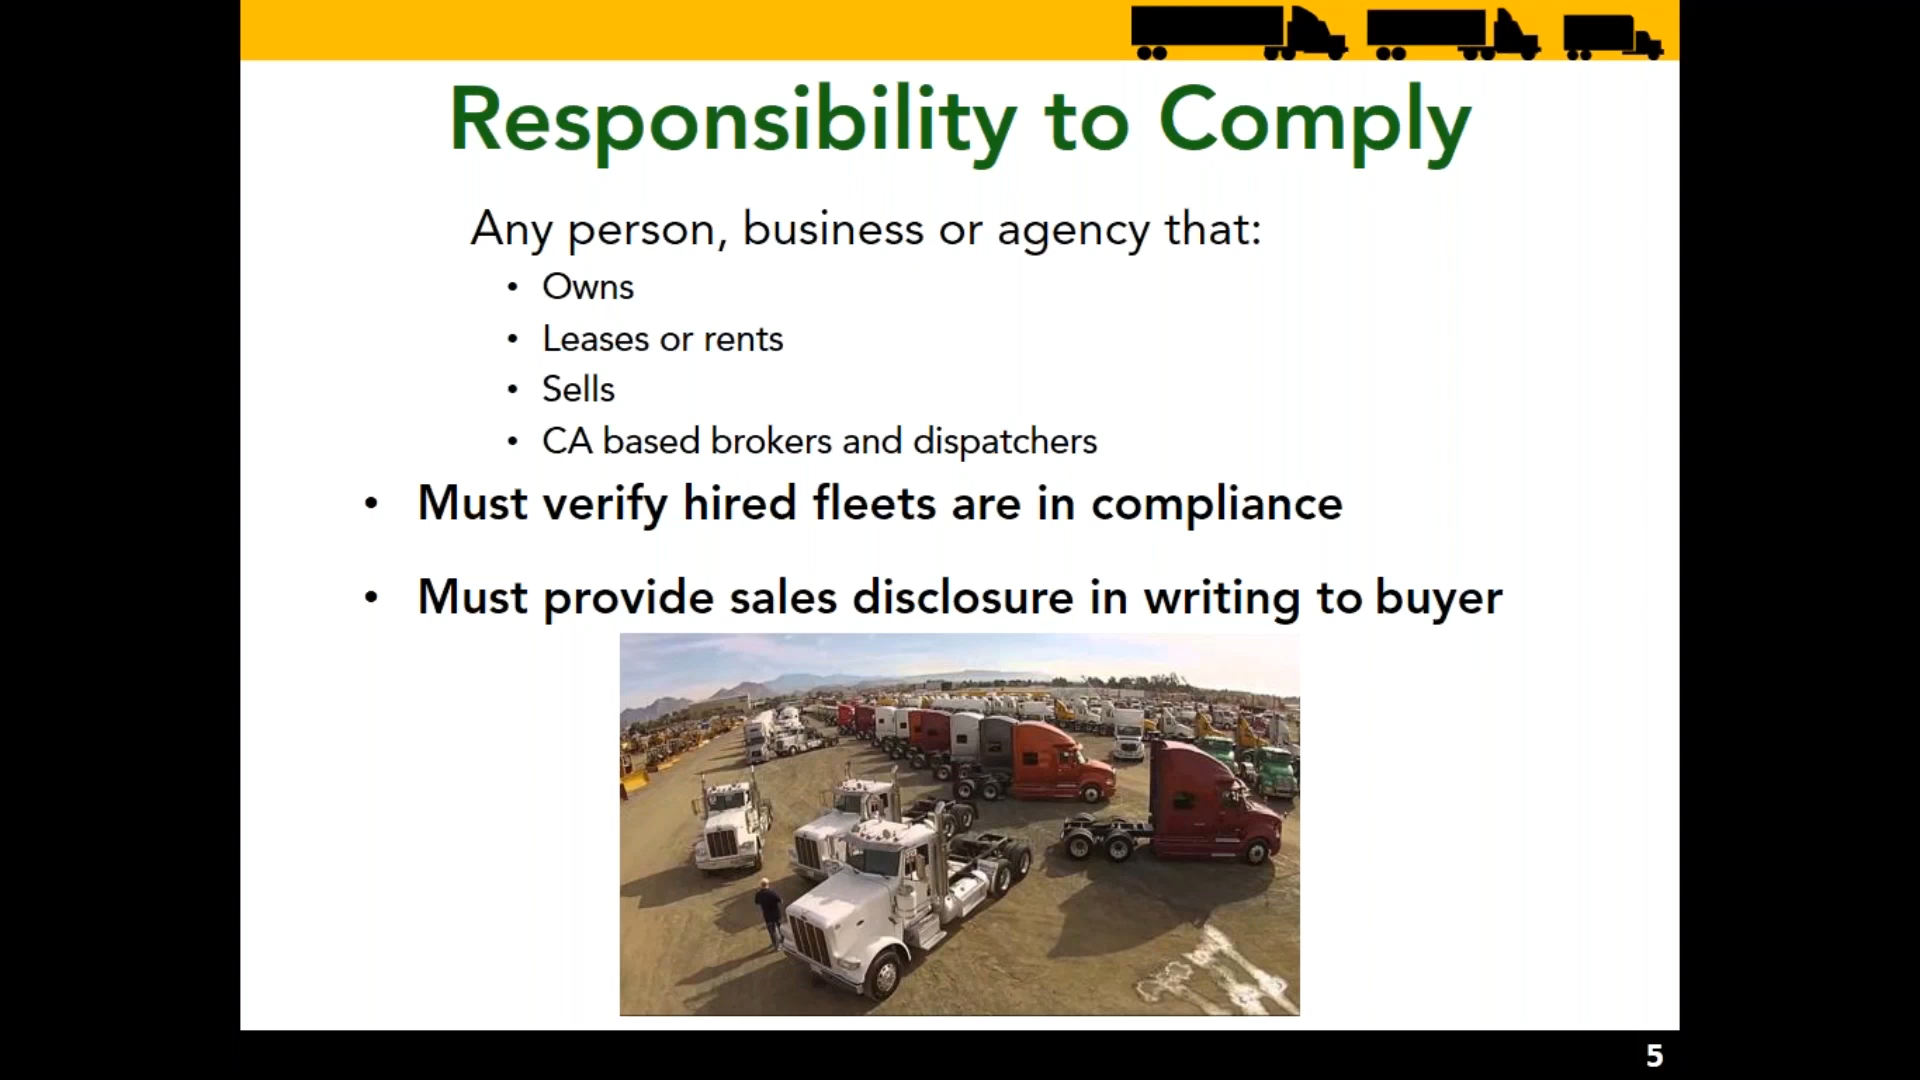 Responsibility to Comply
Any person, business or agency that:
• Owns
• Leases or rents
• Sells
• CA based brokers and dispatchers
• Must verify hired fleets are in compliance
• Must provide sales disclosure in writing to buyer
5